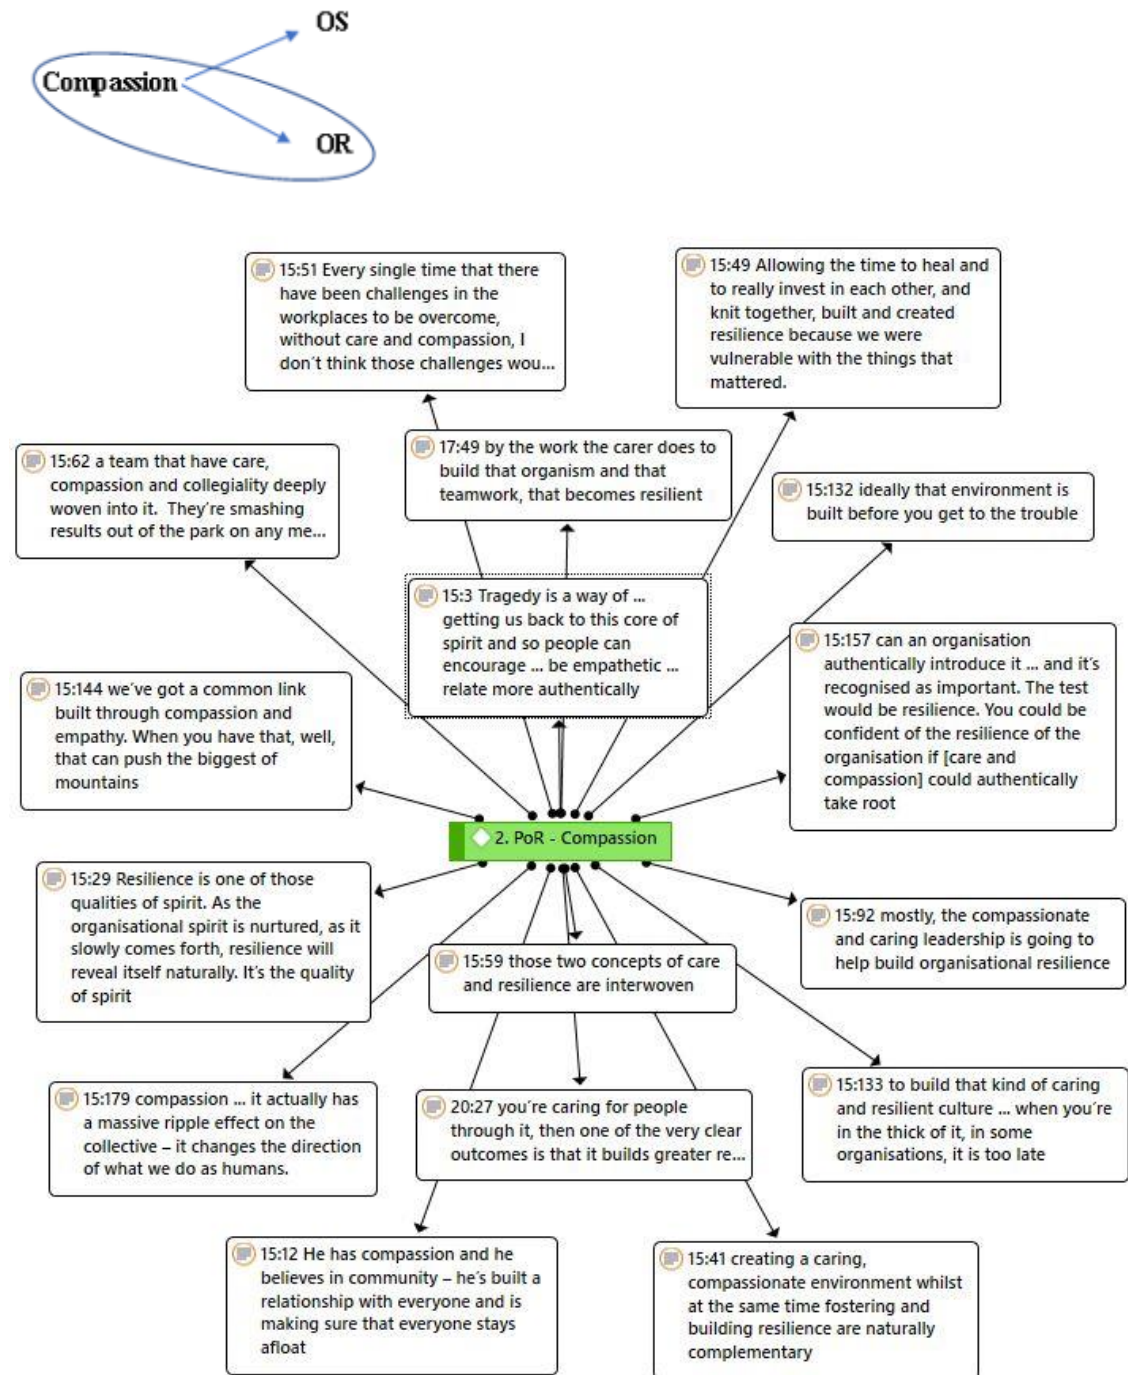 OS
Compassion
OR
15:51 Every single time that there
have been challenges in the
workplaces to be overcome,
without care and compassion, I
don´t think those challenges wou...
15:49 Allowing the time to heal and
to really invest in each other, and
knit together, built and created
resilience because we were
vulnerable with the things that
mattered.
15:62 a team that have care,
compassion and collegiality deeply
woven into it.  They're smashing
results out of the park on any me...
17:49 by the work the carer does to
build that organism and that
teamwork, that becomes resilient
15:132 ideally that environment is
built before you get to the trouble
15:3 Tragedy is a way of ...
getting us back to this core of
spirit and so people can
encourage ... be empathetic ...
relate more authentically
15:157 can an organisation
authentically introduce it ... and it's
recognised as important. The test
would be resilience. You could be
confident of the resilience of the
organisation if [care and
compassion] could authentically
take root
15:144 we´ve got a common link
built through compassion and
empathy. When you have that, well,
that can push the biggest of
mountains
2. PoR - Compassion
15:29 Resilience is one of those
qualities of spirit. As the
organisational spirit is nurtured, as it
slowly comes forth, resilience will
reveal itself naturally. It's the quality
of spirit
15:59 those two concepts of care
and resilience are interwoven
15:92 mostly, the compassionate
and caring leadership is going to
help build organisational resilience
15:179 compassion ... it actually has
a massive ripple effect on the
collective – it changes the direction
of what we do as humans.
20:27 you´re caring for people
through it, then one of the very clear
outcomes is that it builds greater re...
15:133 to build that kind of caring
and resilient culture ... when you´re
in the thick of it, in some
organisations, it is too late
15:12 He has compassion and he
believes in community – he´s built a
relationship with everyone and is
making sure that everyone stays
afloat
15:41 creating a caring,
compassionate environment whilst
at the same time fostering and
building resilience are naturally
complementary